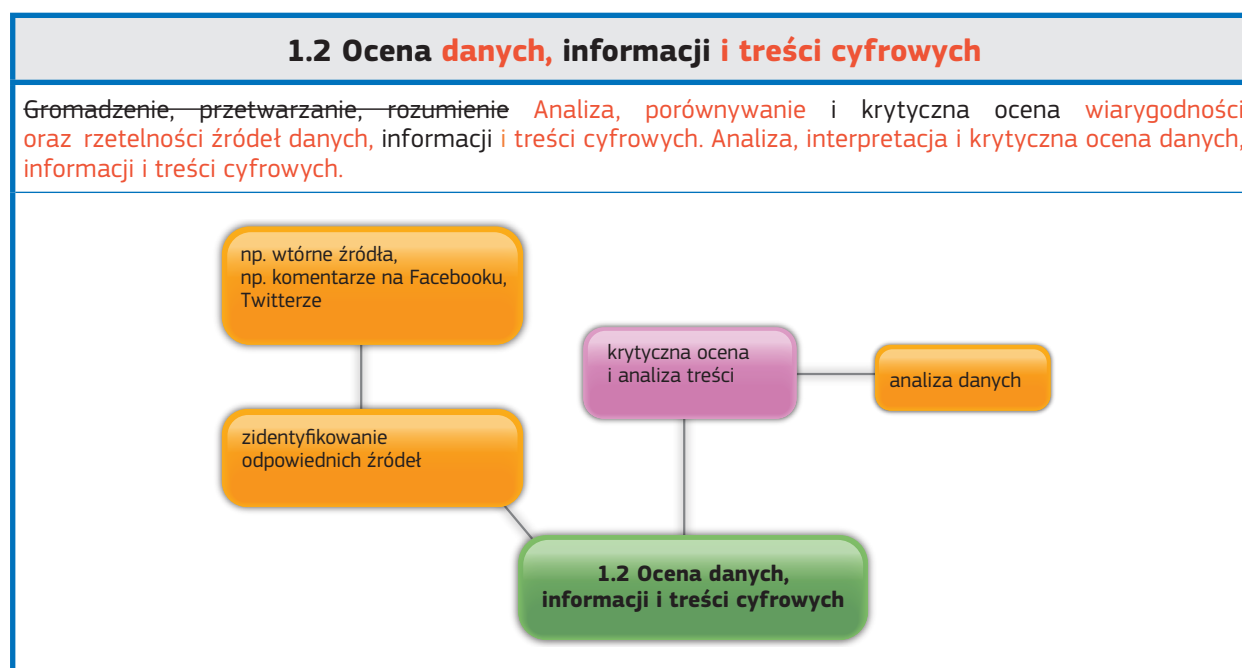 1.2 Ocena danych, informacji i treści cyfrowych
Gromadzenie, przetwarzanie, rozumienie Analiza, porównywanie i krytyczna ocena wiarygodności
oraz rzetelności źródeł danych, informacji i treści cyfrowych. Analiza, interpretacja i krytyczna ocena danych,
informacji i treści cyfrowych.
np. wtórne źródła,
np. komentarze na Facebooku,
Twitterze
krytyczna ocena
i analiza treści
analiza danych
zidentyfikowanie
odpowiednich źródeł
1.2 Ocena danych,
informacji i treści cyfrowych